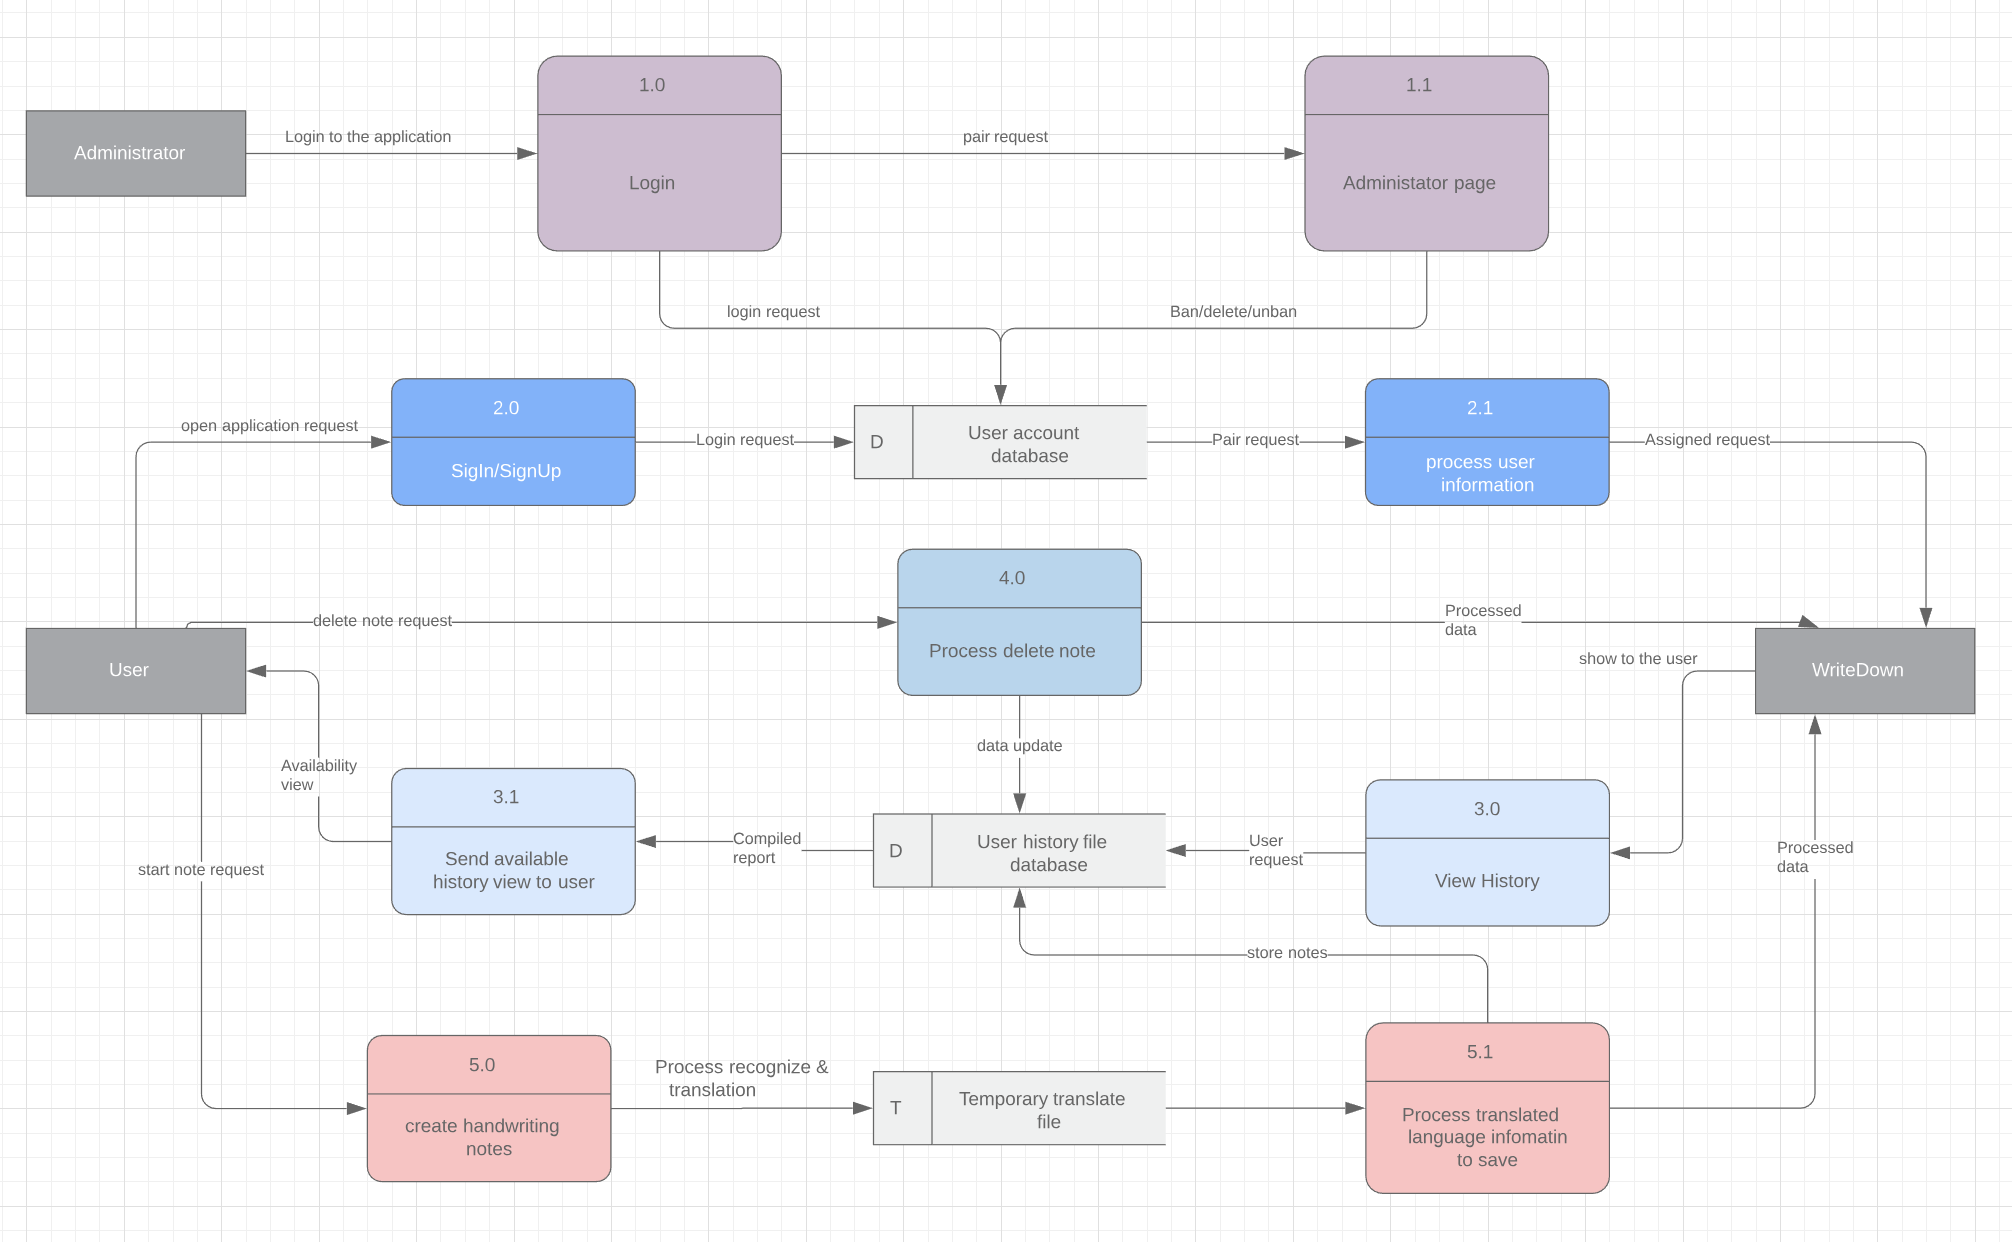 1.0
1.1
Administrator
Login to the application
Login
pair request
Administator page
login request
Ban/delete/unban
2.0
SigIn/SignUp
open application request
Login request
D
User account
database
Pair request
2.1
process user
information
Assigned request
4.0
Process delete note
delete note request
Processed
data
User
show to the user
WriteDown
data update
Availability
view
3.1
Send available
history view to user
Compiled
report
D
User history file
database
User
request
3.0
View History
Processed
data
start note request
store notes
5.0
create handwriting
notes
Process recognize &
translation
T
Temporary translate
file
5.1
Process translated
language infomatin
to save